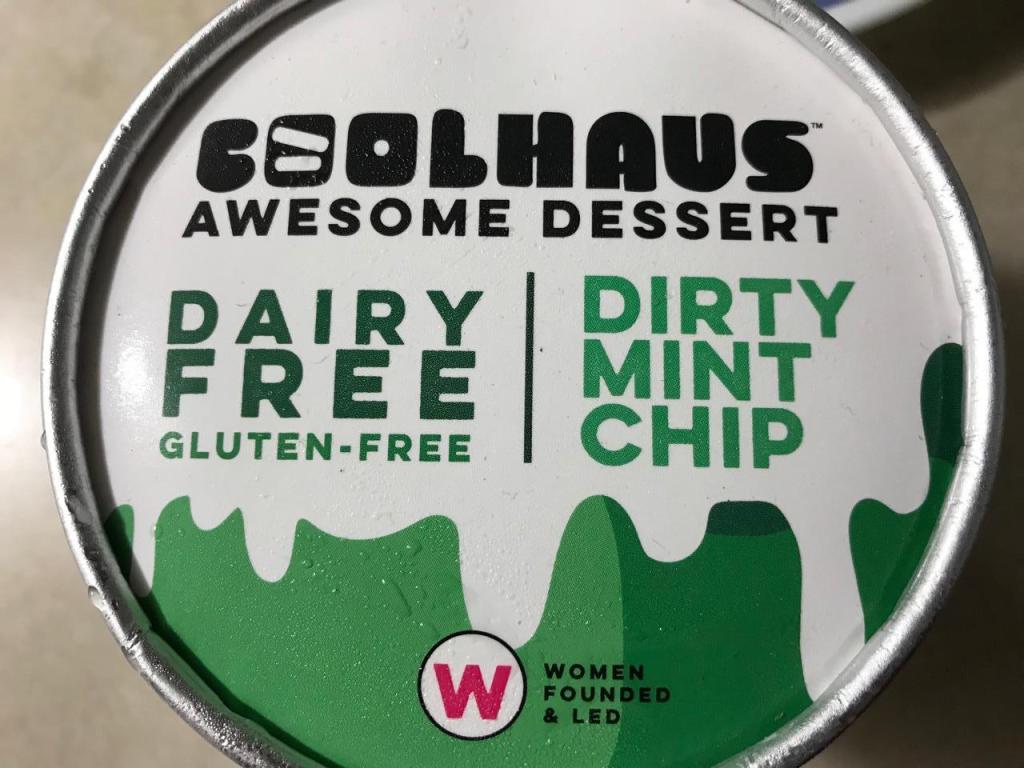 COOLHAUS™
AWESOME DESSERT
DAIRY
FREE
GLUTEN-FREE
DIRTY
MINT
CHIP
W
WOMEN
FOUNDED
& LED